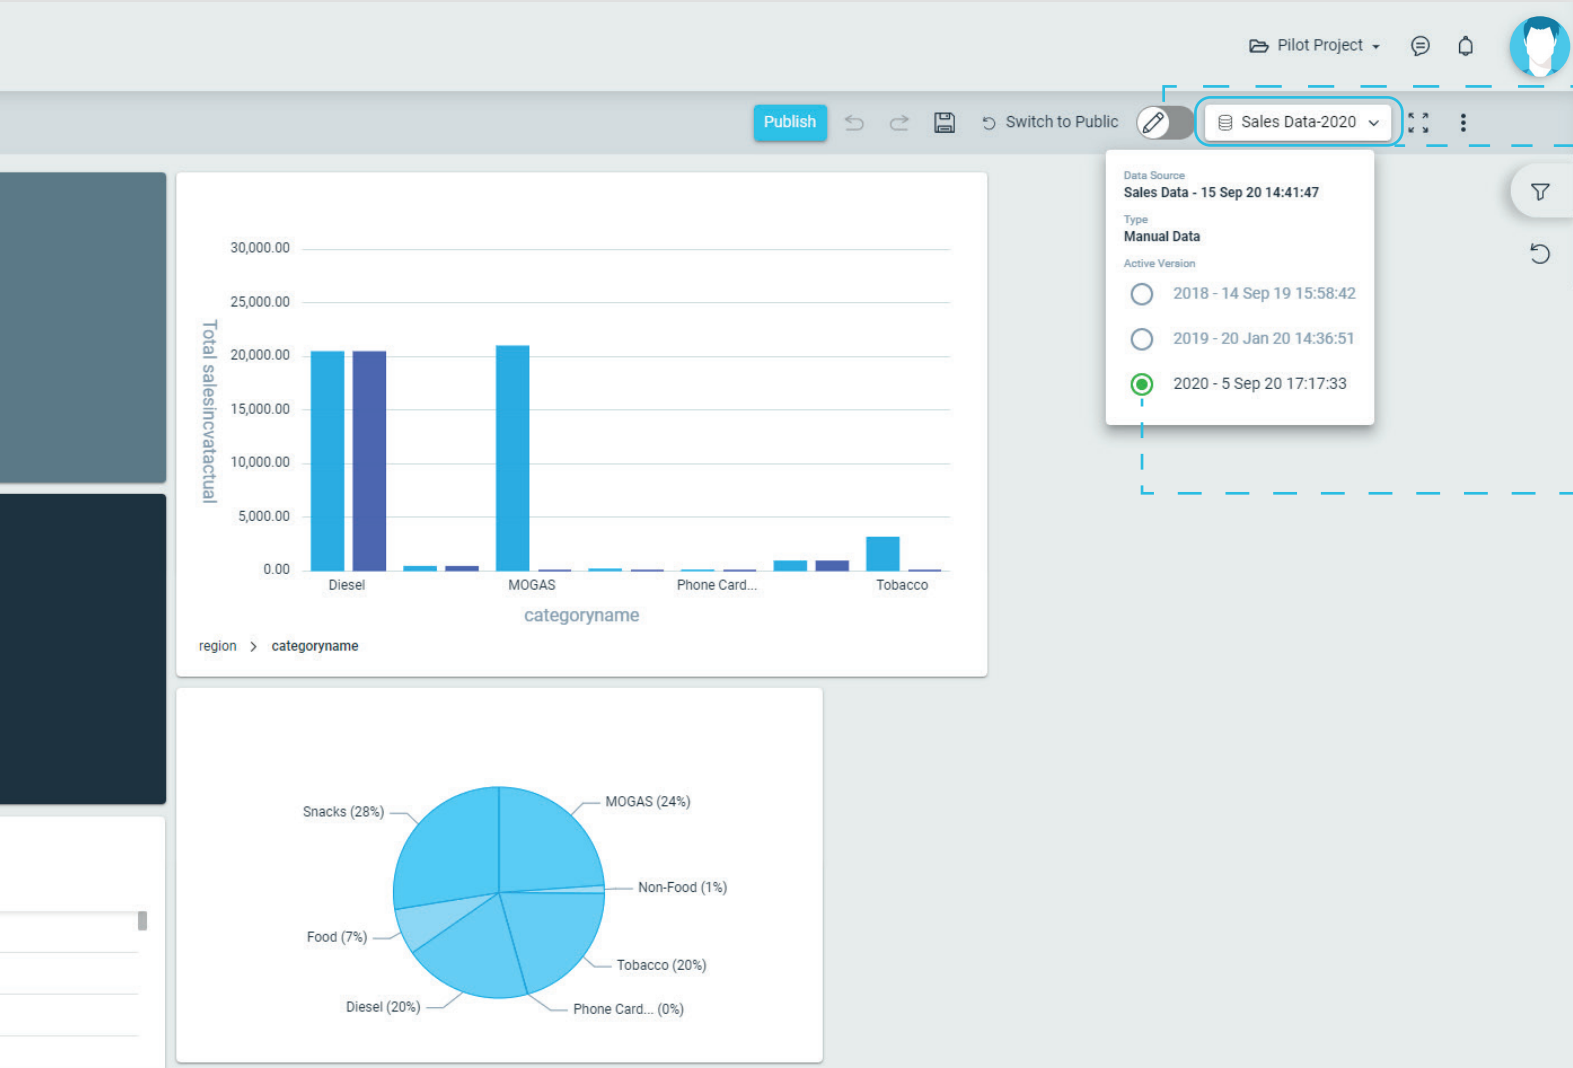 Pilot Project
Publish
Switch to Public
Sales Data-2020
Data Source
Sales Data - 15 Sep 20 14:41:47
Type
Manual Data
Active Version
2018 - 14 Sep 19 15:58:42
2019 - 20 Jan 20 14:36:51
2020 - 5 Sep 20 17:17:33
Total salesincvatactual
30,000.00
25,000.00
20,000.00
15,000.00
10,000.00
5,000.00
0.00
Diesel MOGAS Phone Card... Tobacco
categoryname
region > categoryname
Snacks (28%)
MOGAS (24%)
Non-Food (1%)
Food (7%)
Tobacco (20%)
Diesel (20%)
Phone Card... (0%)